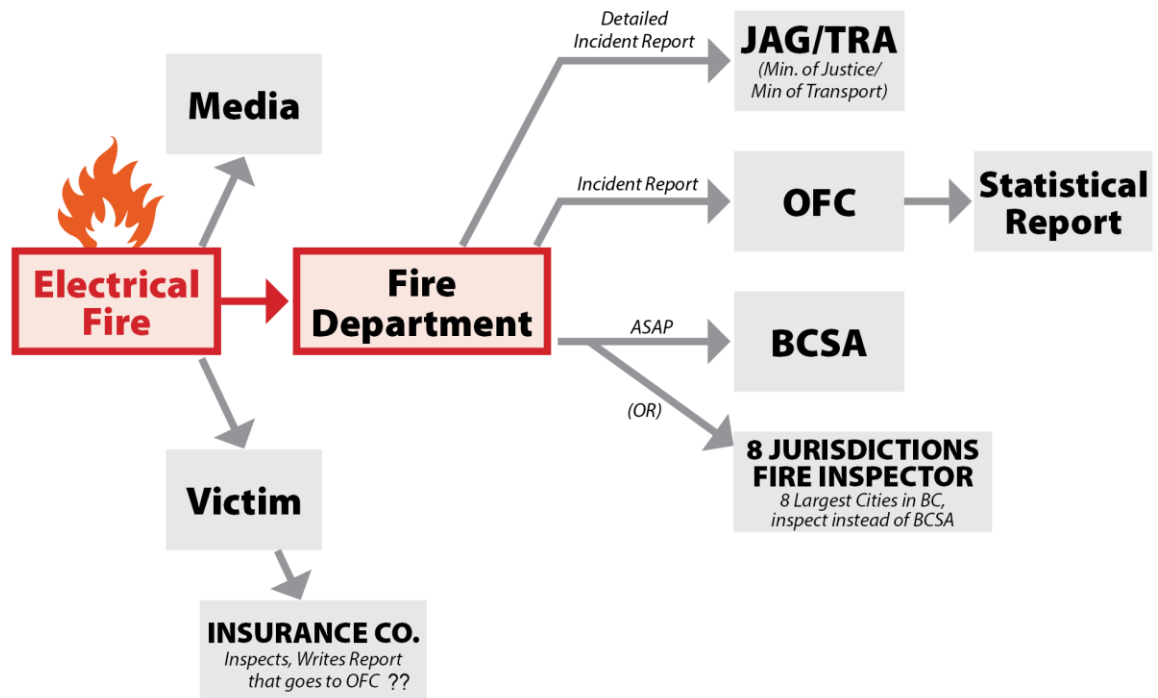 Detailed
Incident Report
JAG/TRA
(Min. of Justice/
Min of Transport)
Media
Incident Report
OFC
Statistical
Report
Electrical
Fire
Fire
Department
ASAP
BCSA
(OR)
8 JURISDICTIONS
FIRE INSPECTOR
8 Largest Cities in BC,
inspect instead of BCSA
Victim
INSURANCE CO.
Inspects, Writes Report
that goes to OFC ??